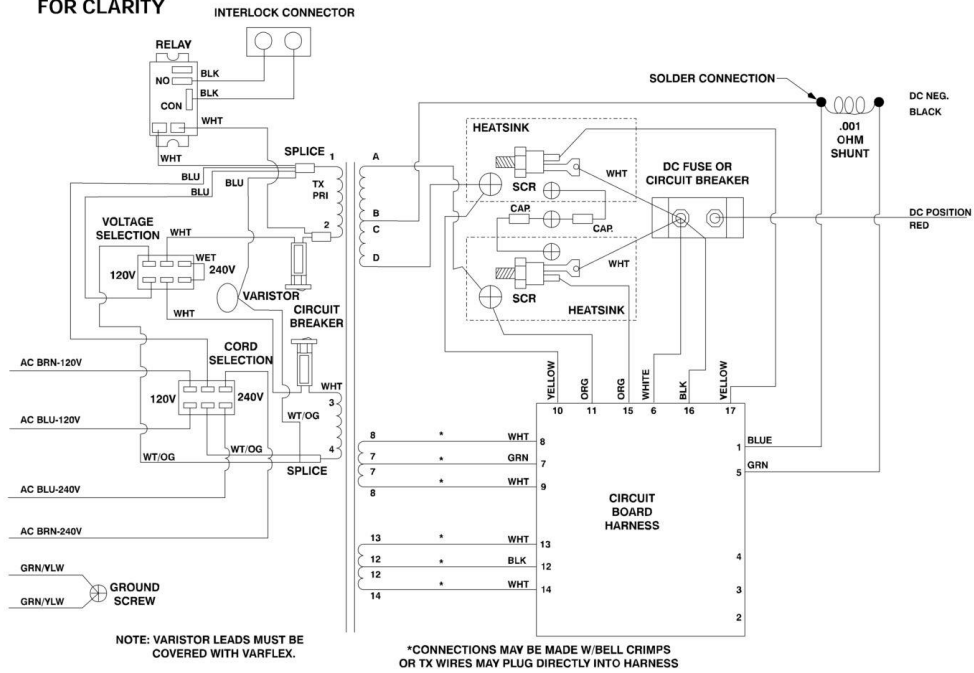 FOR CLARITY
INTERLOCK CONNECTOR
RELAY
NO
BLK
CON
BLK
WHT
WHT
SPLICE 1
BLU
BLU
BLU
TX
PRI
2
VOLTAGE
SELECTION
WHT
WET
120V
240V
VARISTOR
CIRCUIT
BREAKER
WHT
CORD
SELECTION
AC BRN-120V
120V
240V
WHT
3
WT/OG
AC BLU-120V
WT/OG
WT/OG
4
SPLICE
AC BLU-240V
AC BRN-240V
GRN/YLW
GROUND
SCREW
GRN/YLW
NOTE: VARISTOR LEADS MUST BE
COVERED WITH VARFLEX.
A
B
C
D
HEATSINK
SCR
WHT
CAP.
CAP.
WHT
SCR
HEATSINK
SOLDER CONNECTION
DC NEG.
BLACK
.001
OHM
SHUNT
DC FUSE OR
CIRCUIT BREAKER
DC POSITION
RED
YELLOW
ORG
ORG
WHITE
BLK
YELLOW
10 11 15 6 16 17
8 * WHT 8
7 * GRN 7
7 * WHT 9
8
1 BLUE
5 GRN
CIRCUIT
BOARD
HARNESS
13 * WHT 13
12 * BLK 12
12 * WHT 14
14
4
3
2
*CONNECTIONS MAY BE MADE W/BELL CRIMPS
OR TX WIRES MAY PLUG DIRECTLY INTO HARNESS